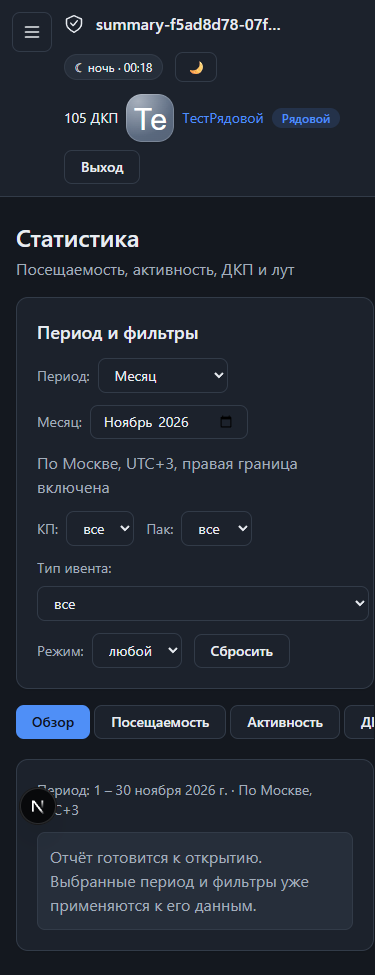 summary-f5ad8d78-07f...
ночь · 00:18
105 ДКП Те ТестРядовой Рядовой
Выход
Статистика
Посещаемость, активность, ДКП и лут
Период и фильтры
Период: Месяц
Месяц: Ноябрь 2026
По Москве, UTC+3, правая граница
включена
КП: все Пак: все
Тип ивента:
все
Режим: любой Сбросить
Обзор Посещаемость Активность
Период: 1 – 30 ноября 2026 г. · По Москве,
N C+3
Отчёт готовится к открытию.
Выбранные период и фильтры уже
применяются к его данным.